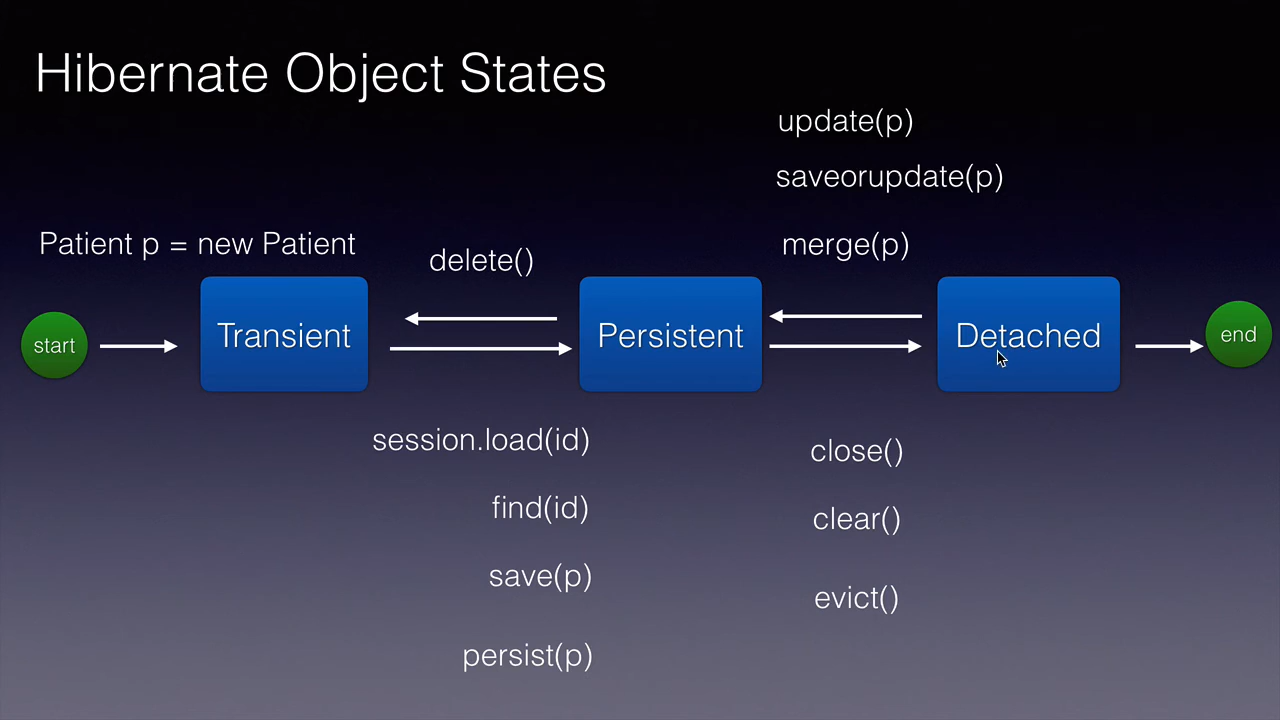 Hibernate Object States
update(p)
saveorupdate(p)
Patient p = new Patient
delete()
merge(p)
start
Transient
Persistent
Detached
end
session.load(id)
close()
find(id)
clear()
save(p)
evict()
persist(p)